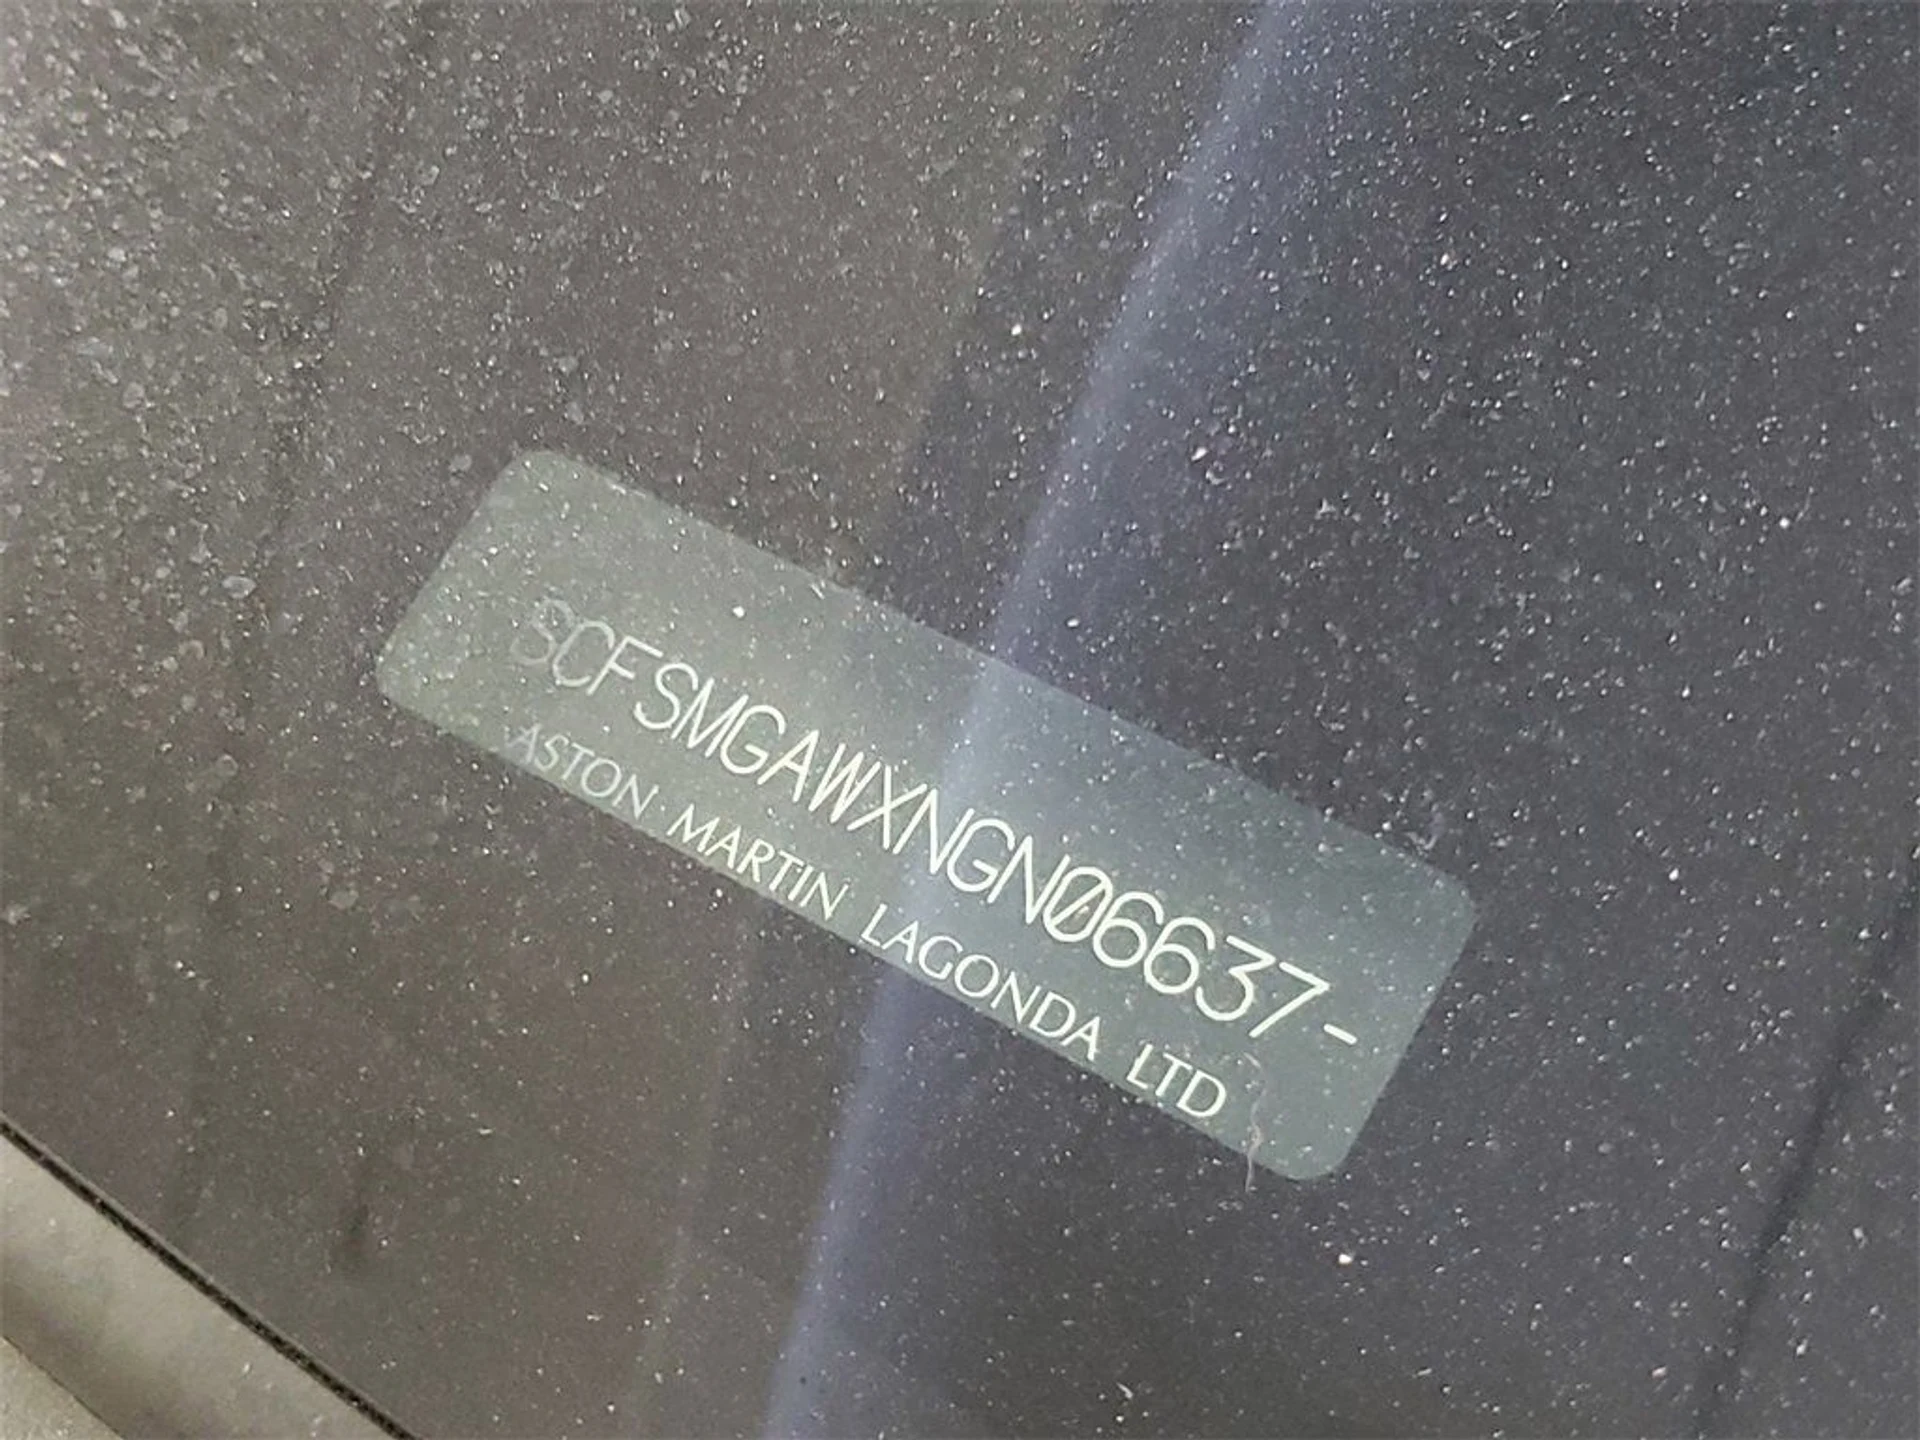 SCFSMGAWXNGN06637-
ASTON MARTIN LAGONDA LTD